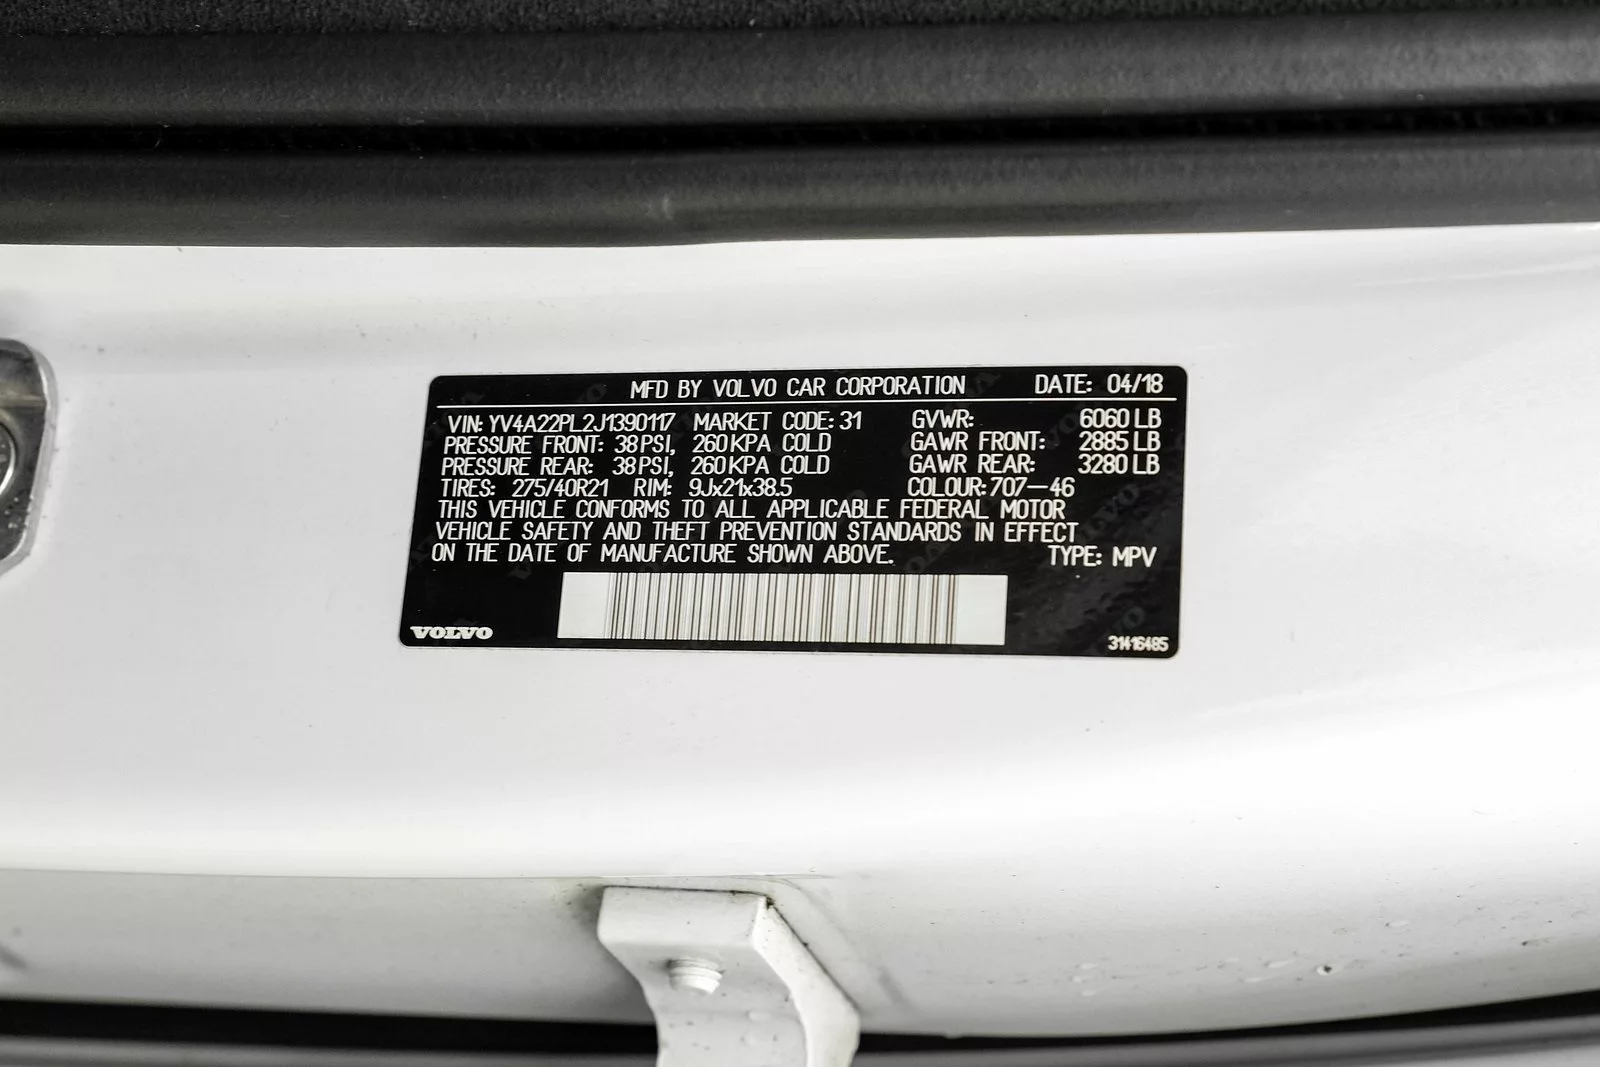 MFD BY VOLVO CAR CORPORATION DATE: 04/18
VIN: YV4A22PL2J1390117 MARKET CODE: 31 GVWR: 6060 LB
PRESSURE FRONT: 38 PSI, 260 KPA COLD GAWR FRONT: 2885 LB
PRESSURE REAR: 38 PSI, 260 KPA COLD GAWR REAR: 3280 LB
TIRES: 275/40R21 RIM: 9Jx21x38.5 COLOUR: 707-46
THIS VEHICLE CONFORMS TO ALL APPLICABLE FEDERAL MOTOR
VEHICLE SAFETY AND THEFT PREVENTION STANDARDS IN EFFECT
ON THE DATE OF MANUFACTURE SHOWN ABOVE. TYPE: MPV
VOLVO 31416485